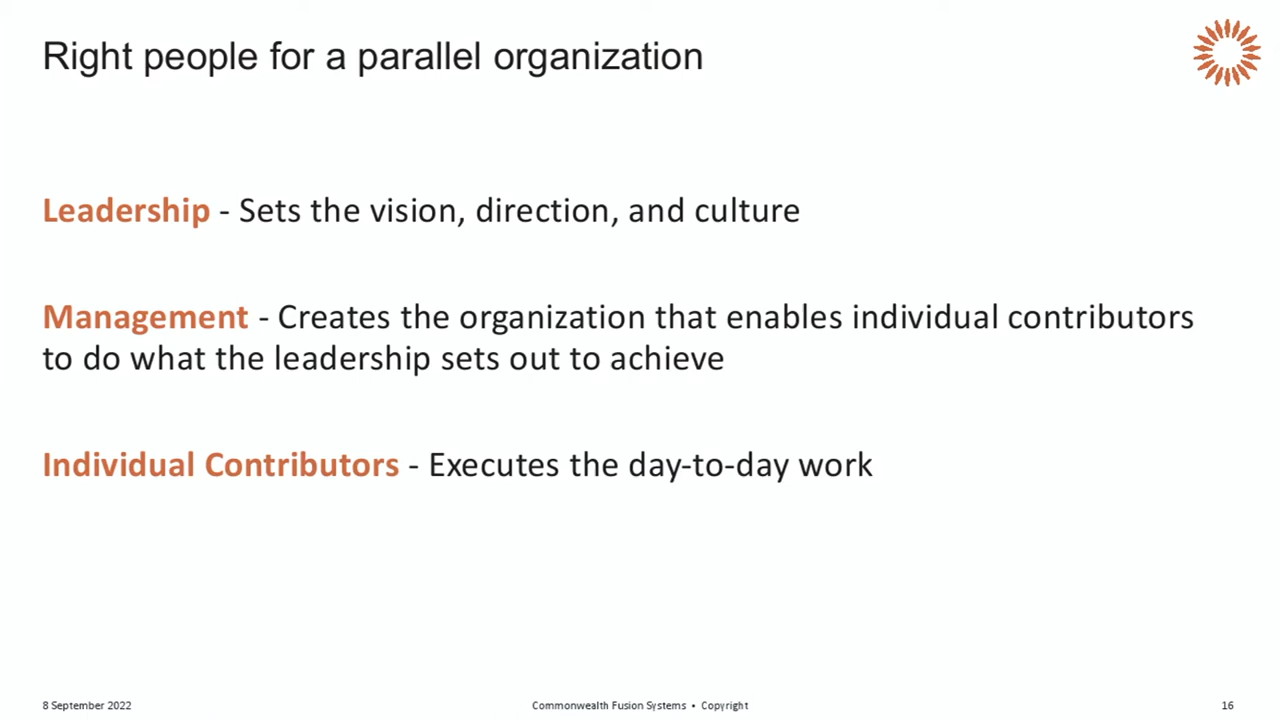 Right people for a parallel organization
Leadership - Sets the vision, direction, and culture
Management - Creates the organization that enables individual contributors
to do what the leadership sets out to achieve
Individual Contributors - Executes the day-to-day work
8 September 2022
Commonwealth Fusion Systems • Copyright
16